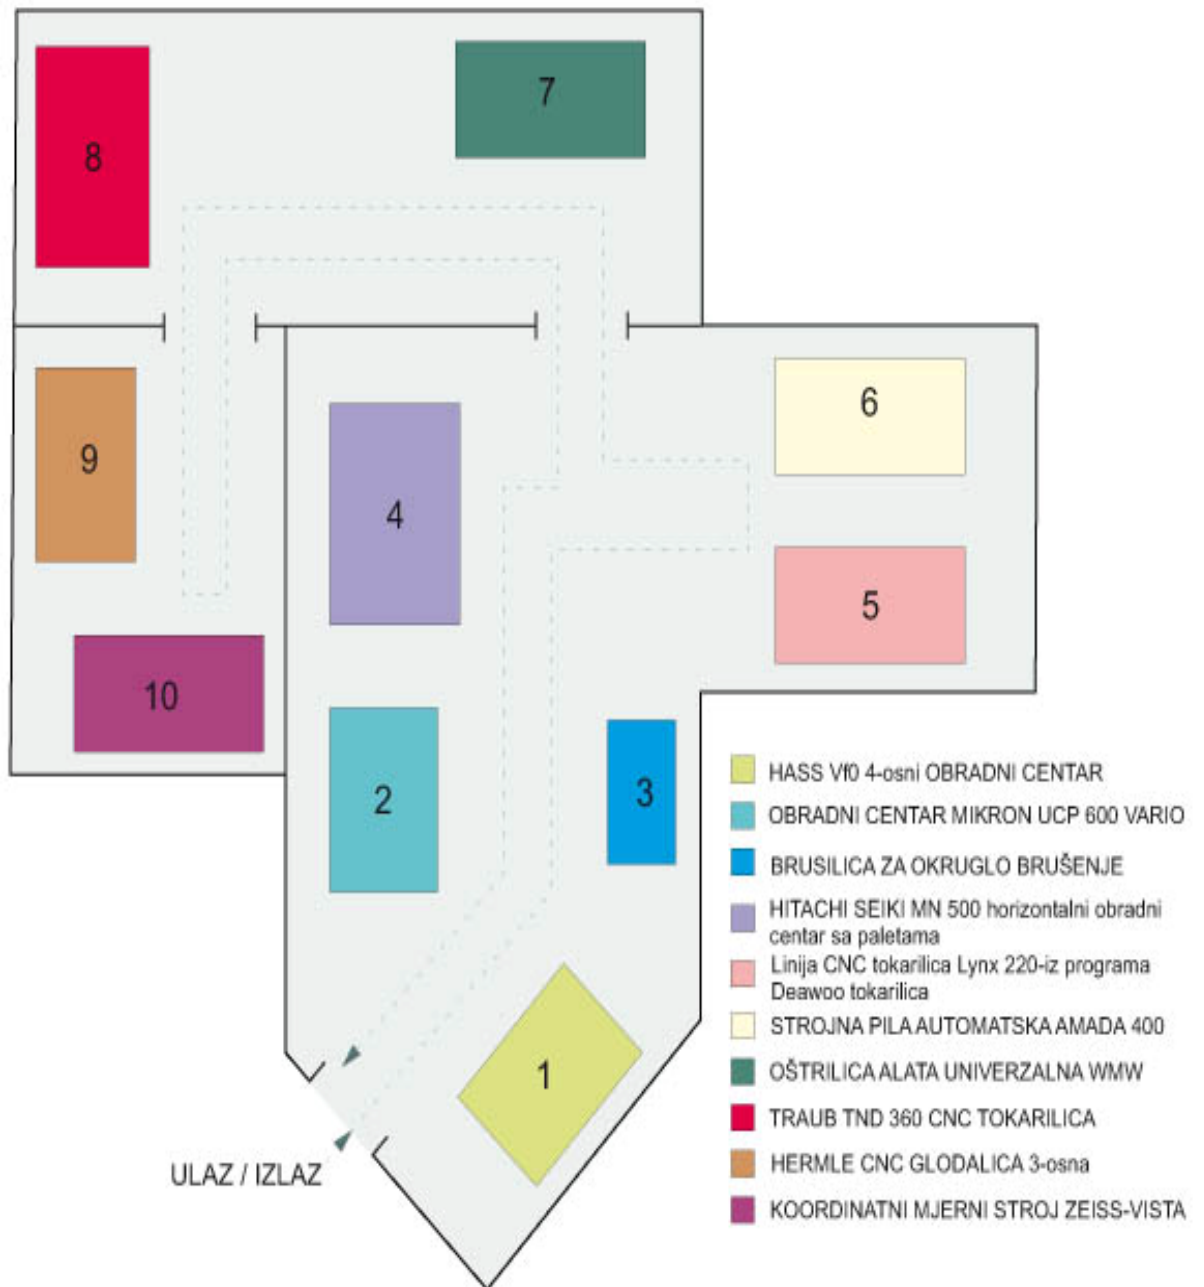 7
8
6
9
4
5
10
2
3
1
ULAZ / IZLAZ
HASS Vf0 4-osni OBRADNI CENTAR
OBRADNI CENTAR MIKRON UCP 600 VARIO
BRUSILICA ZA OKRUGLO BRUŠENJE
HITACHI SEIKI MN 500 horizontalni obradni
centar sa paletama
Linija CNC tokarilica Lynx 220-iz programa
Deawoo tokarilica
STROJNA PILA AUTOMATSKA AMADA 400
OŠTRILICA ALATA UNIVERZALNA WMW
TRAUB TND 360 CNC TOKARILICA
HERMLE CNC GLODALICA 3-osna
KOORDINATNI MJERNI STROJ ZEISS-VISTA